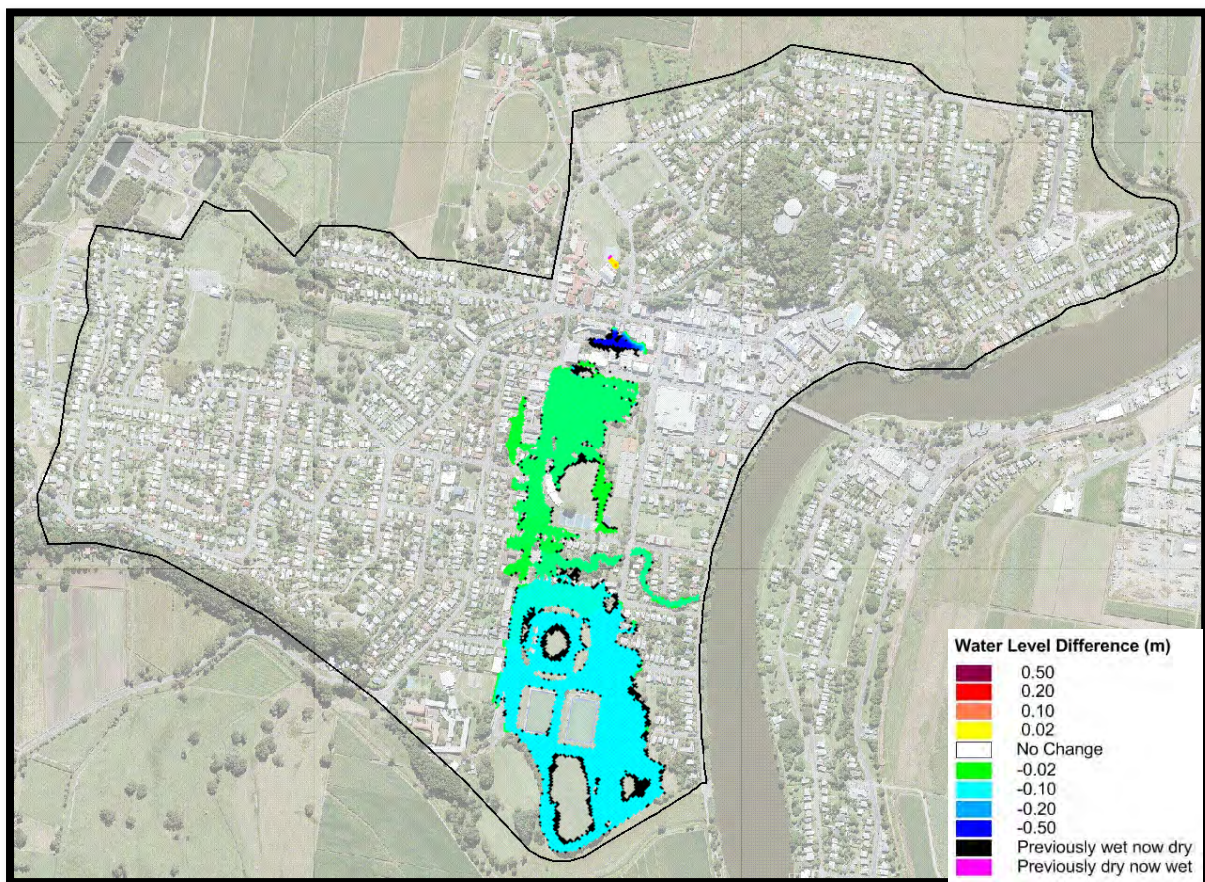 Water Level Difference (m)
0.50
0.20
0.10
0.02
No Change
-0.02
-0.10
-0.20
-0.50
Previously wet now dry
Previously dry now wet